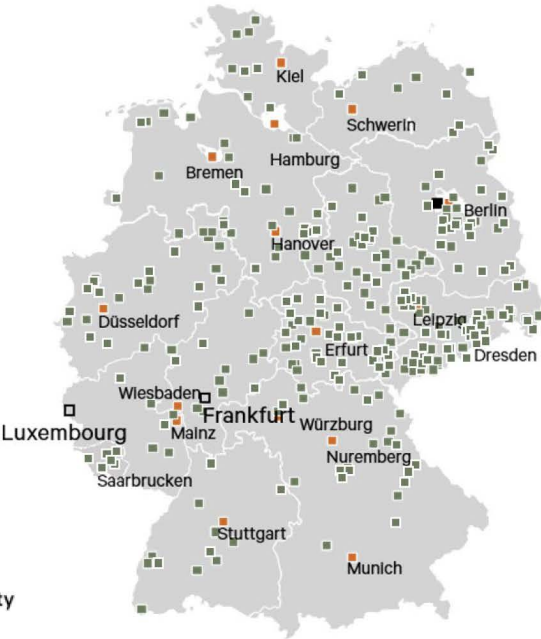 Kiel
Schwerin
Hamburg
Bremen
Berlin
Hanover
Düsseldorf
Leipzig
Erfurt
Dresden
Wiesbaden
Frankfurt
Luxembourg
Mainz
Würzburg
Nuremberg
Saarbrucken
Stuttgart
Munich
ty